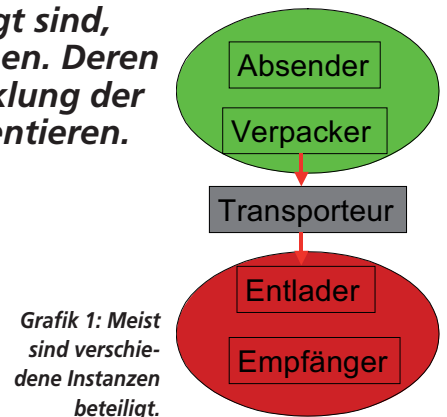 gt sind,
en. Deren
klung der
entieren.
Absender
Verpacker
Transporteur
Entlader
Empfänger
Grafik 1: Meist
sind verschie-
dene Instanzen
beteiligt.